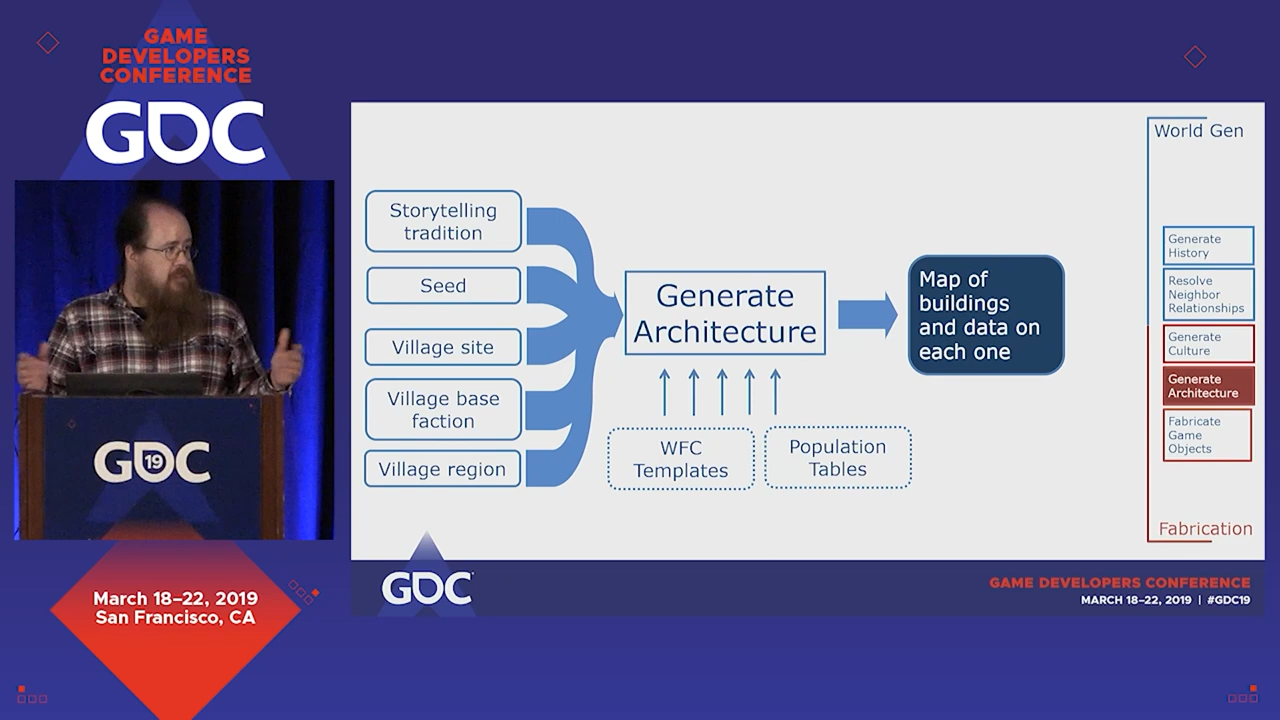 GAME
DEVELOPERS
CONFERENCE
GDC
GDC
19
March 18–22, 2019
San Francisco, CA
Storytelling
tradition
Seed
Village site
Village base
faction
Village region
Generate
Architecture
WFC
Templates
Population
Tables
Map of
buildings
and data on
each one
World Gen
Generate
History
Resolve
Neighbor
Relationships
Generate
Culture
Generate
Architecture
Fabricate
Game
Objects
Fabrication
GDC
GAME DEVELOPERS CONFERENCE
MARCH 18–22, 2019 | #GDC19